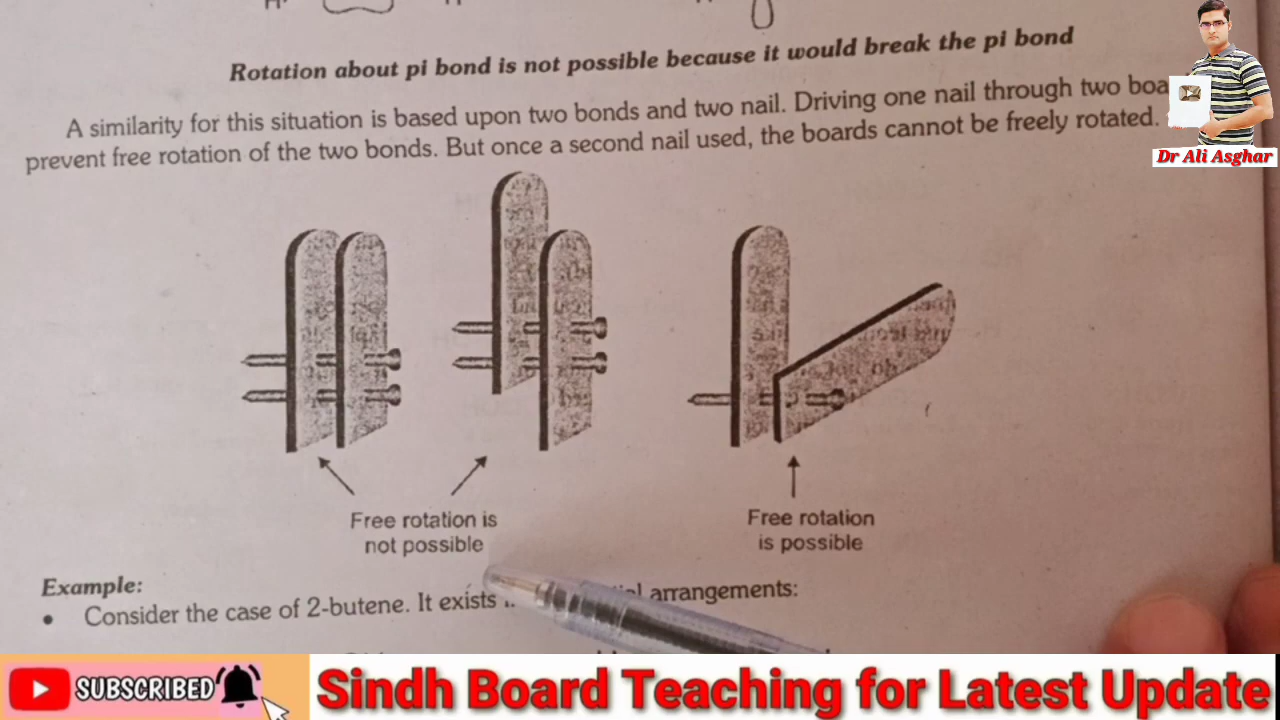 Rotation about pi bond is not possible because it would break the pi bond
A similarity for this situation is based upon two bonds and two nail. Driving one nail through two
prevent free rotation of the two bonds. But once a second nail used, the boards cannot be freely rotated.
Dr Ali Asghar
Free rotation is
not possible
Free rotation
is possible
Example:
• Consider the case of 2-butene. It exists arrangements:
SUBSCRIBED
Sindh Board Teaching for Latest Update